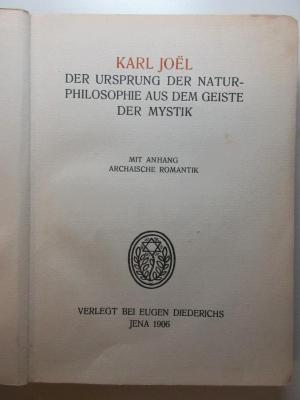 KARL JOËL
DER URSPRUNG DER NATUR-
PHILOSOPHIE AUS DEM GEISTE
DER MYSTIK
MIT ANHANG
ARCHAISCHE ROMANTIK
VERLEGT BEI EUGEN DIEDERICHS
JENA 1906